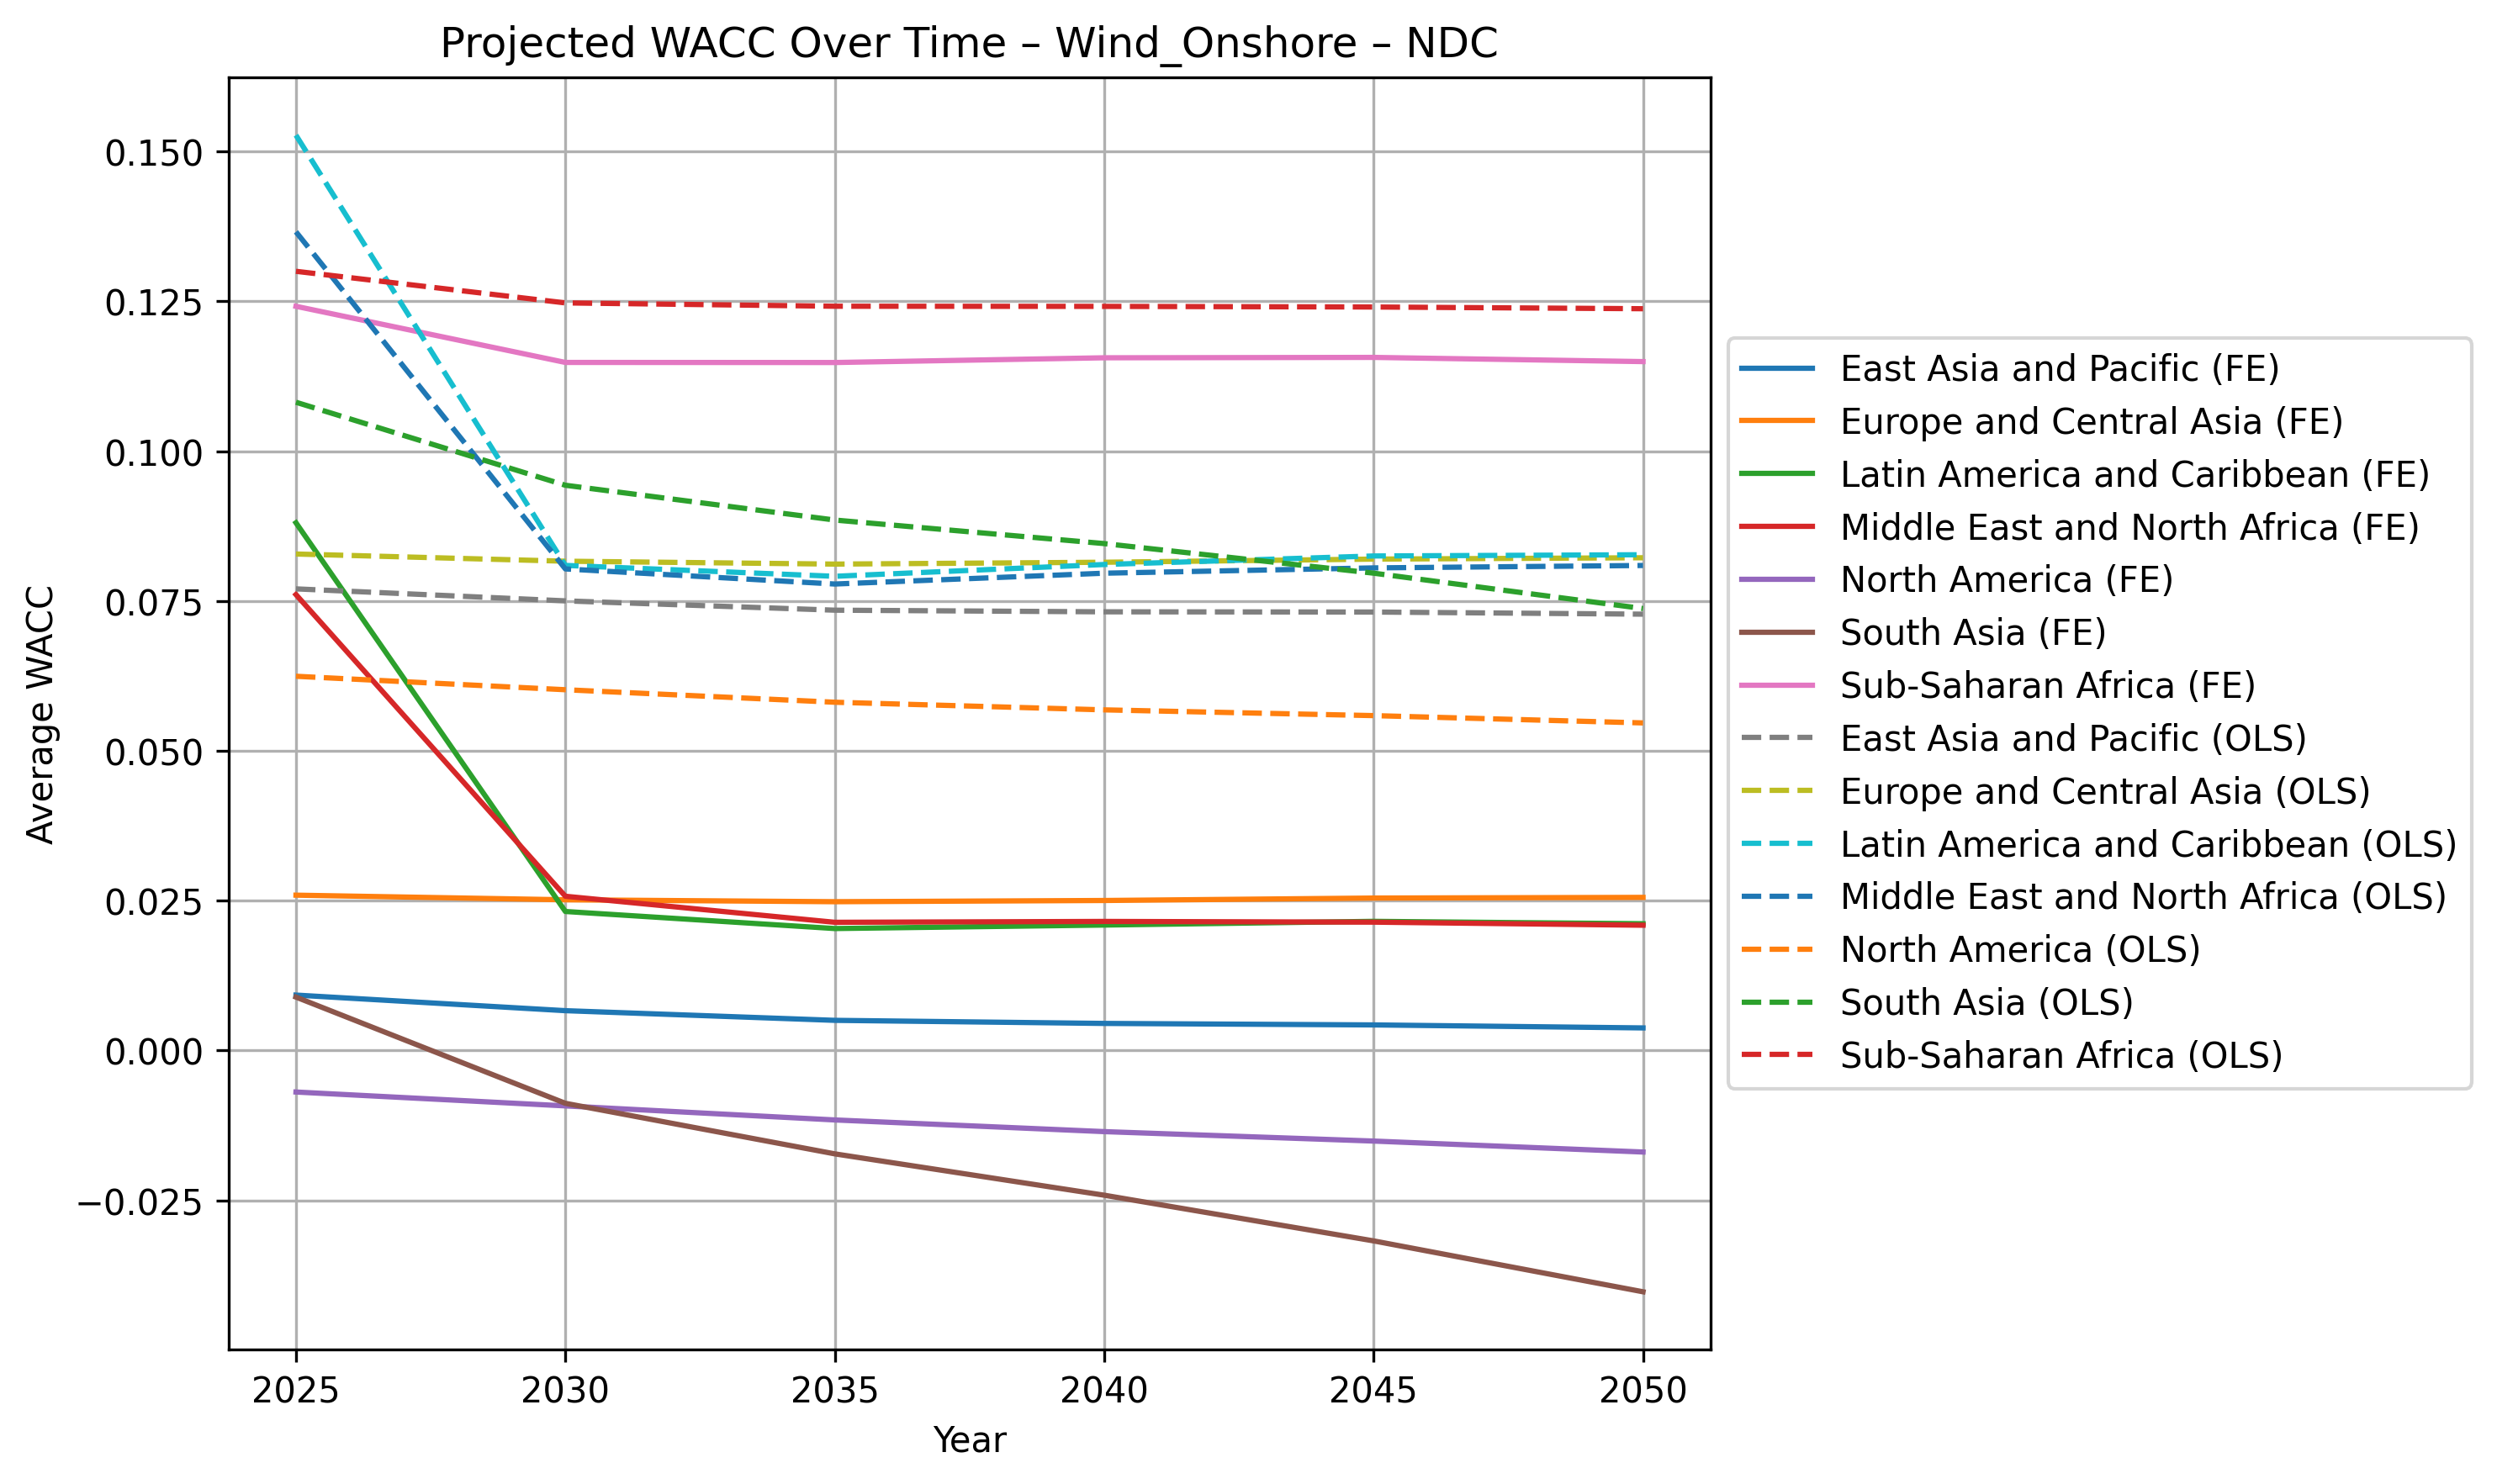 Projected WACC Over Time – Wind_Onshore – NDC
0.150
0.125
0.100
0.075
0.050
0.025
0.000
−0.025
Average WACC
2025 2030 2035 2040 2045 2050
Year
East Asia and Pacific (FE)
Europe and Central Asia (FE)
Latin America and Caribbean (FE)
Middle East and North Africa (FE)
North America (FE)
South Asia (FE)
Sub-Saharan Africa (FE)
East Asia and Pacific (OLS)
Europe and Central Asia (OLS)
Latin America and Caribbean (OLS)
Middle East and North Africa (OLS)
North America (OLS)
South Asia (OLS)
Sub-Saharan Africa (OLS)